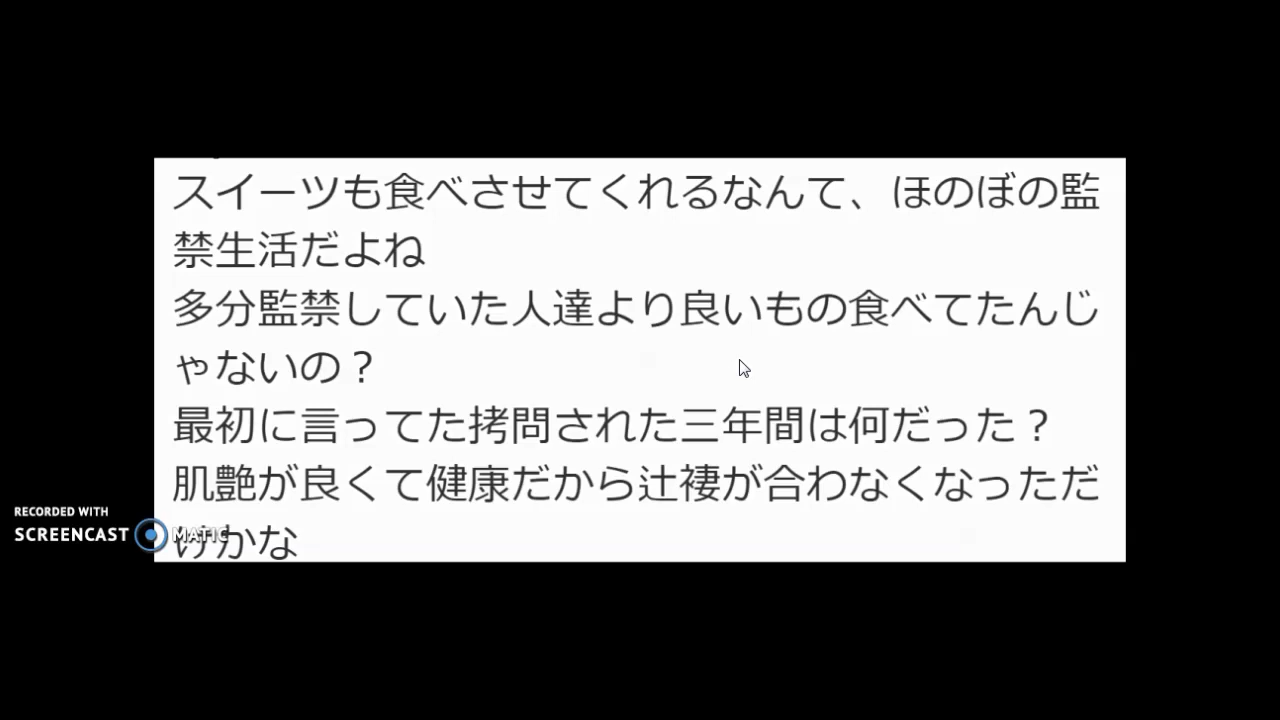 スイーツも食べさせてくれるなんて、ほのぼの監
禁生活だよね
多分監禁していた人達より良いもの食べてたんじ
ゃないの？
最初に言ってた拷問された三年間は何だった？
肌艶が良くて健康だから辻褄が合わなくなっただ
けかな
RECORDED WITH
SCREENCAST MATIC